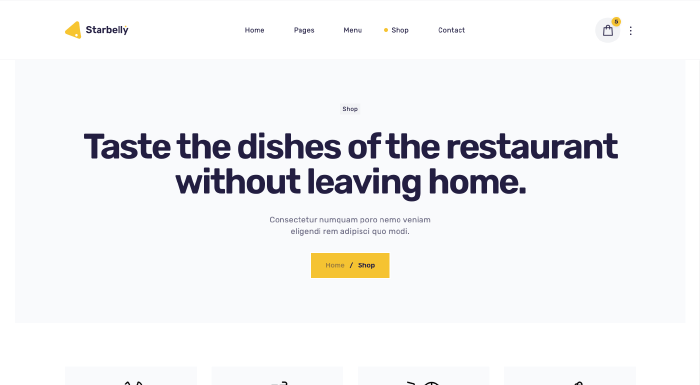 Starbelly
Home
Pages
Menu
Shop
Contact
Shop
Taste the dishes of the restaurant
without leaving home.
Consectetur numquam poro nemo veniam
eligendi rem adipisci quo modi.
Home / Shop